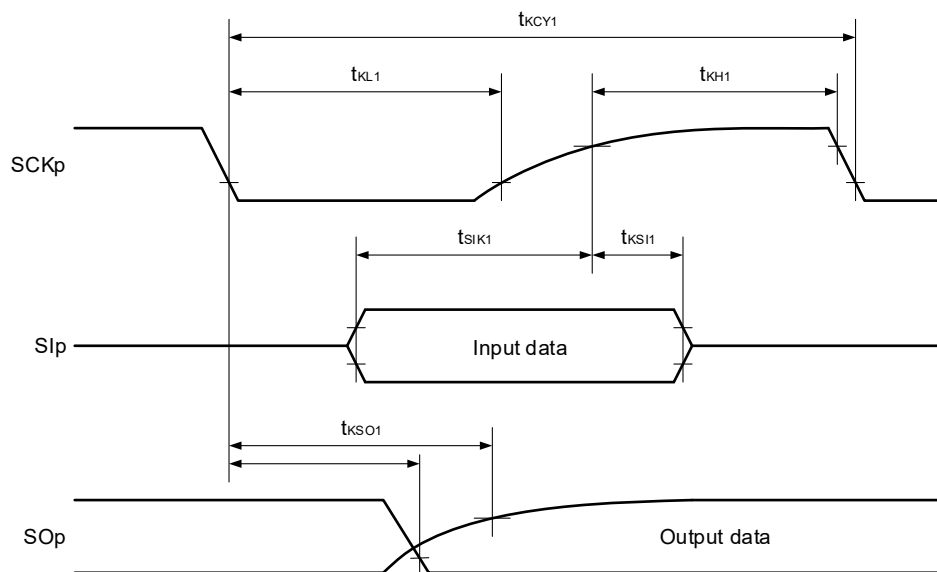 tKCY1
tKL1
tKH1
SCKp
tSIK1
tKSI1
SIp
Input data
tKSO1
SOp
Output data